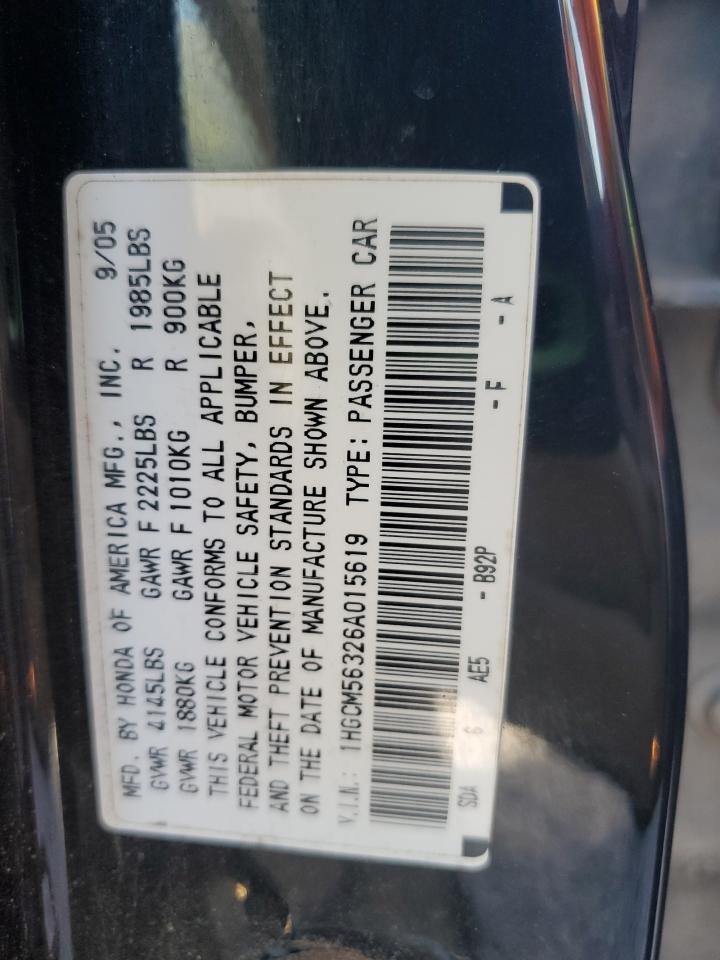 MFD. BY HONDA OF AMERICA MFG., INC. 9/05
GVWR 4145LBS GAWR F 2225LBS R 1985LBS
GVWR 1880KG GAWR F 1010KG R 900KG
THIS VEHICLE CONFORMS TO ALL APPLICABLE
FEDERAL MOTOR VEHICLE SAFETY, BUMPER,
AND THEFT PREVENTION STANDARDS IN EFFECT
ON THE DATE OF MANUFACTURE SHOWN ABOVE.
V.I.N.: 1HGCM56326A015619 TYPE: PASSENGER CAR
SDA 6 AE5 - B92P - F - A